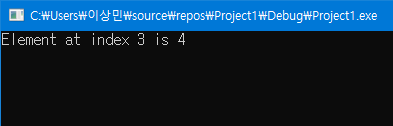 C:₩Users₩이상민₩source₩repos₩Project1₩Debug₩Project1.exe
Element at index 3 is 4